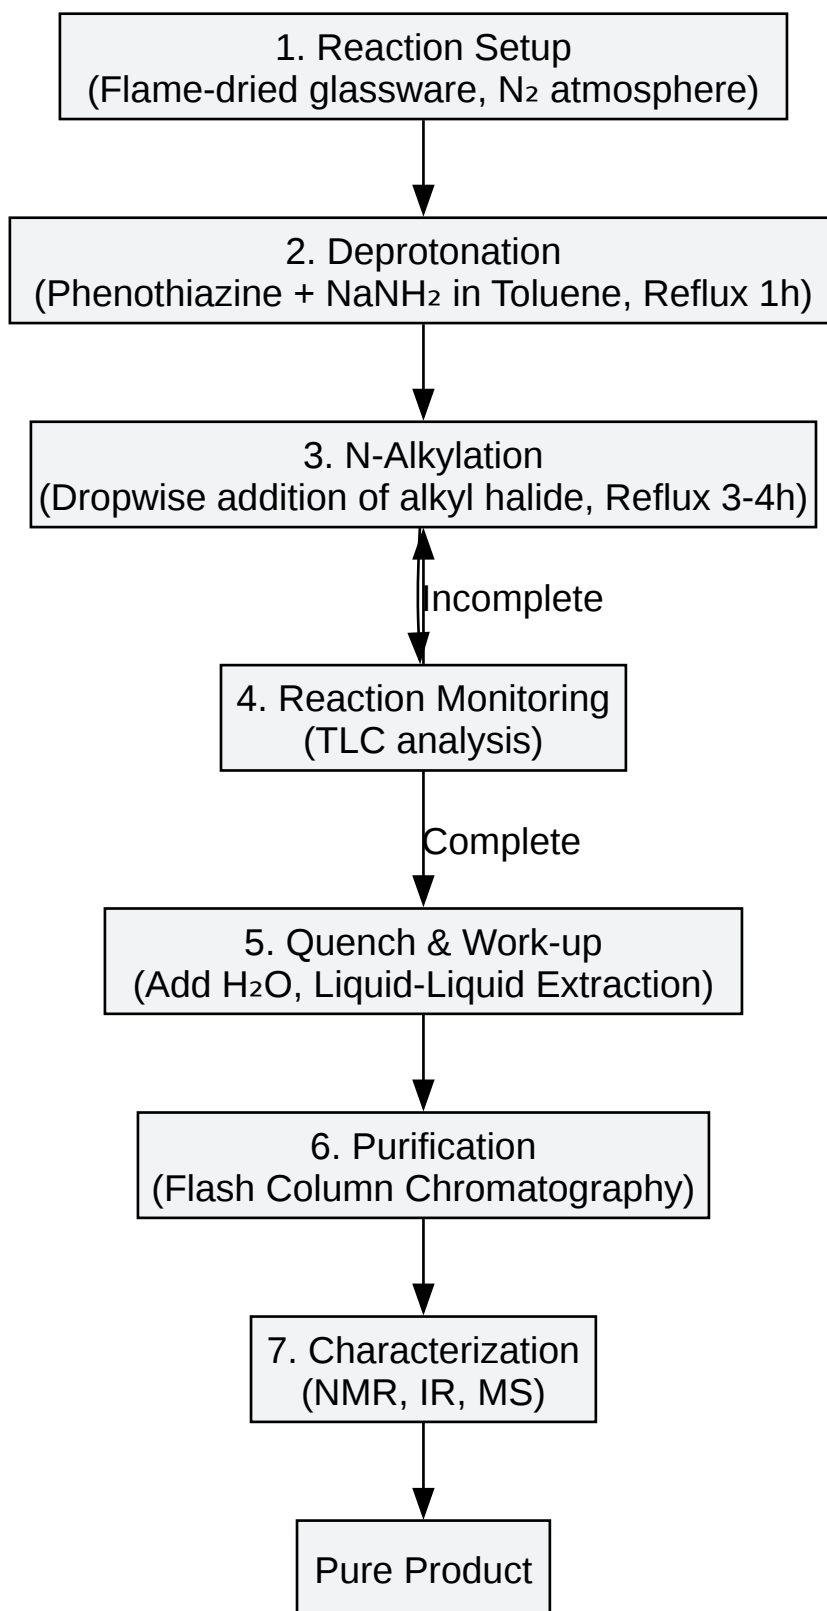 1. Reaction Setup
(Flame-dried glassware, N₂ atmosphere)
2. Deprotonation
(Phenothiazine + NaNH₂ in Toluene, Reflux 1h)
3. N-Alkylation
(Dropwise addition of alkyl halide, Reflux 3-4h)
Incomplete
4. Reaction Monitoring
(TLC analysis)
Complete
5. Quench & Work-up
(Add H₂O, Liquid-Liquid Extraction)
6. Purification
(Flash Column Chromatography)
7. Characterization
(NMR, IR, MS)
Pure Product